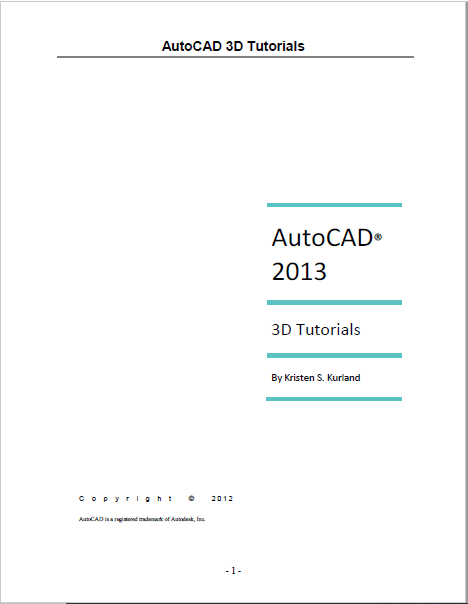 AutoCAD 3D Tutorials
AutoCAD®
2013
3D Tutorials
By Kristen S. Kurland
Copyright © 2012
AutoCAD is a registered trademark of Autodesk, Inc.
- 1 -